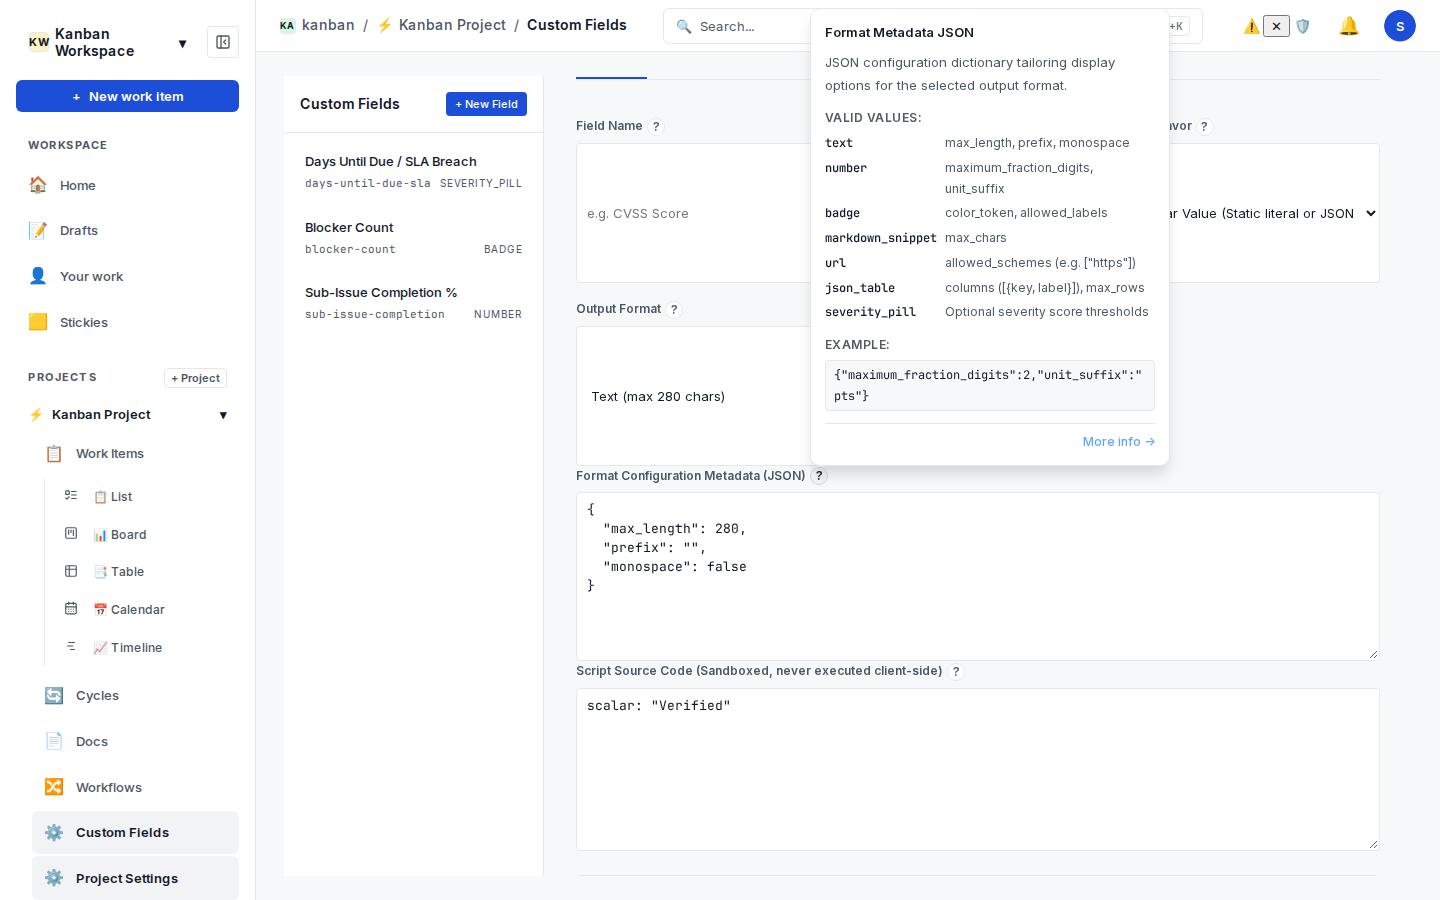 KW Kanban Workspace ▾
+ New work item
WORKSPACE
🏠 Home
📝 Drafts
👤 Your work
🟨 Stickies
PROJECTS + Project
⚡ Kanban Project ▾
📋 Work Items
📋 List
📊 Board
📑 Table
📅 Calendar
📈 Timeline
🔄 Cycles
📄 Docs
🔀 Workflows
⚙️ Custom Fields
⚙️ Project Settings
KA kanban / ⚡ Kanban Project / Custom Fields
🔍 Search...
+K
⚠️ ✕ 🛡️ 🔔 S
Custom Fields + New Field
Days Until Due / SLA Breach
days-until-due-sla SEVERITY_PILL
Blocker Count
blocker-count BADGE
Sub-Issue Completion %
sub-issue-completion NUMBER
Field Name ?
e.g. CVSS Score
avor ?
ar Value (Static literal or JSON
Output Format ?
Text (max 280 chars)
Format Metadata JSON
JSON configuration dictionary tailoring display
options for the selected output format.
VALID VALUES:
text max_length, prefix, monospace
number maximum_fraction_digits,
unit_suffix
badge color_token, allowed_labels
markdown_snippet max_chars
url allowed_schemes (e.g. ["https"])
json_table columns ([{key, label}]), max_rows
severity_pill Optional severity score thresholds
EXAMPLE:
{"maximum_fraction_digits":2,"unit_suffix":"
pts"}
More info →
Format Configuration Metadata (JSON) ?
{
"max_length": 280,
"prefix": "",
"monospace": false
}
Script Source Code (Sandboxed, never executed client-side) ?
scalar: "Verified"